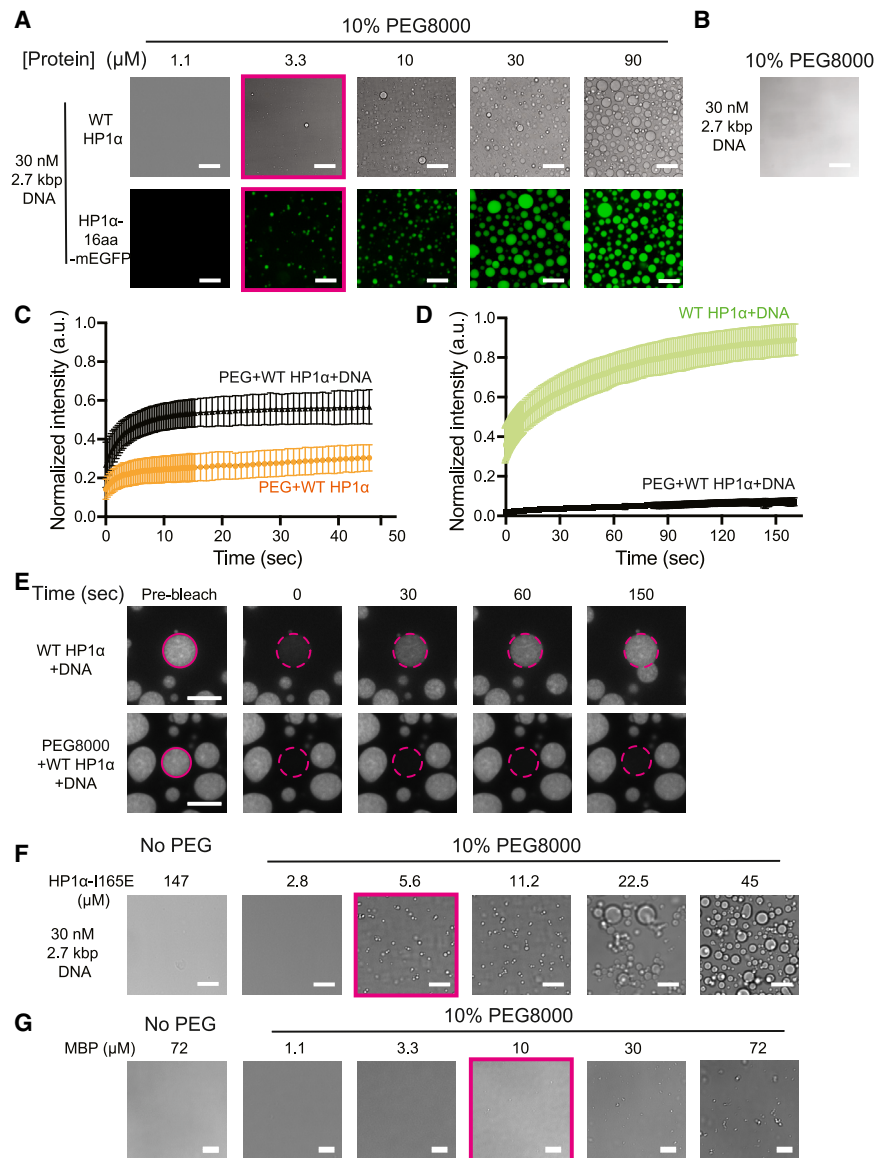 A
10% PEG8000
[Protein] (μM) 1.1 3.3 10 30 90
WT
HP1α
30 nM
2.7 kbp
DNA
HP1α-
16aa
-mEGFP
B
10% PEG8000
30 nM
2.7 kbp
DNA
C
Normalized intensity (a.u.)
1.0
0.8
0.6
0.4
0.2
0.0
PEG+WT HP1α+DNA
PEG+WT HP1α
0 10 20 30 40 50
Time (sec)
D
Normalized intensity (a.u.)
WT HP1α+DNA
1.0
0.8
0.6
0.4
0.2
0.0
PEG+WT HP1α+DNA
0 30 60 90 120 150
Time (sec)
E
Time (sec) Pre-bleach 0 30 60 150
WT HP1α
+DNA
PEG8000
+WT HP1α
+DNA
F
No PEG 10% PEG8000
HP1α-I165E 147 2.8 5.6 11.2 22.5 45
(μM)
30 nM
2.7 kbp
DNA
G
No PEG 10% PEG8000
MBP (μM) 72 1.1 3.3 10 30 72